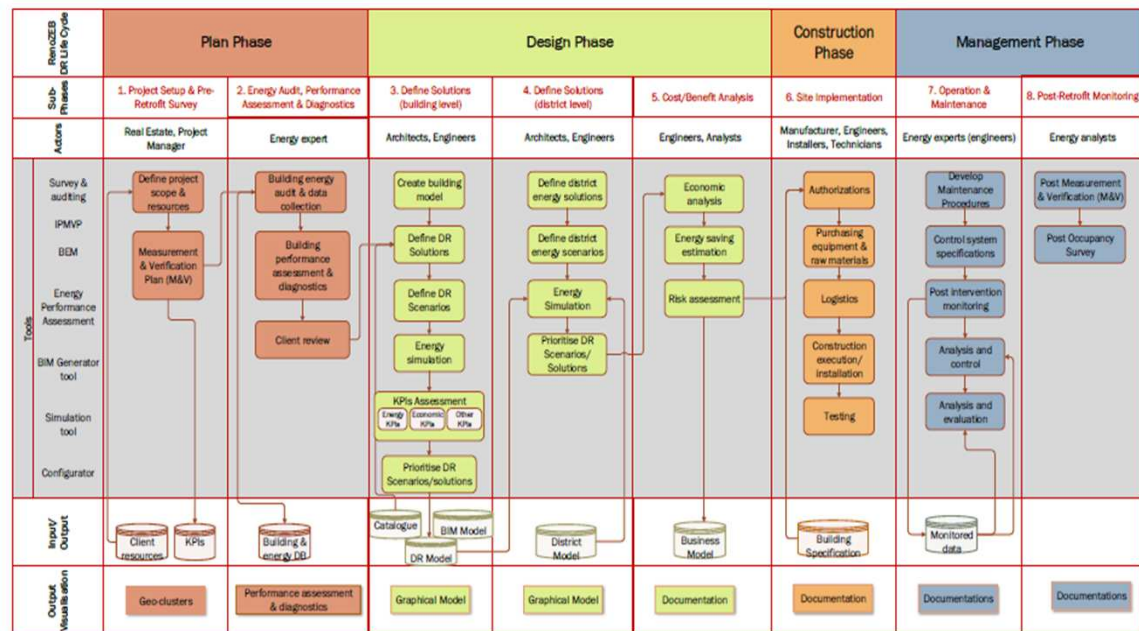 RenoZEB
DR Life Cycle
Plan Phase
Design Phase
Construction
Phase
Management Phase
Sub-
Phases
1. Project Setup & Pre-
Retrofit Survey
2. Energy Audit, Performance
Assessment & Diagnostics
3. Define Solutions
(building level)
4. Define Solutions
(district level)
5. Cost/Benefit Analysis
6. Site Implementation
7. Operation &
Maintenance
8. Post-Retrofit Monitoring
Actors
Real Estate, Project
Manager
Energy expert
Architects, Engineers
Architects, Engineers
Engineers, Analysts
Manufacturer, Engineers,
Installers, Technicians
Energy experts (engineers)
Energy analysts
Tools
Survey &
auditing
IPMVP
BEM
Energy
Performance
Assessment
BIM Generator
tool
Simulation
tool
Configurator
Define project
scope &
resources
Measurement
& Verification
Plan (M&V)
Building energy
audit & data
collection
Building
performance
assessment &
diagnostics
Client review
Create building
model
Define DR
Solutions
Define DR
Scenarios
Energy
simulation
KPIs Assessment
Energy
KPIs
Economic
KPIs
Other
KPIs
Prioritise DR
Scenarios/solutions
Define district
energy solutions
Define district
energy scenarios
Energy
Simulation
Prioritise DR
Scenarios/
Solutions
Economic
analysis
Energy saving
estimation
Risk assessment
Authorizations
Purchasing
equipment &
raw materials
Logistics
Construction
execution/
installation
Testing
Develop
Maintenance
Procedures
Control system
specifications
Post intervention
monitoring
Analysis and
control
Analysis and
evaluation
Post Measurement
& Verification (M&V)
Post Occupancy
Survey
Input/
Output
Client
resources
KPIs
Building &
energy DB
Catalogue
BIM Model
DR Model
District
Model
Business
Model
Building
Specification
Monitored
data
Output
Visualisation
Geo-clusters
Performance assessment
& diagnostics
Graphical Model
Graphical Model
Documentation
Documentation
Documentations
Documentations